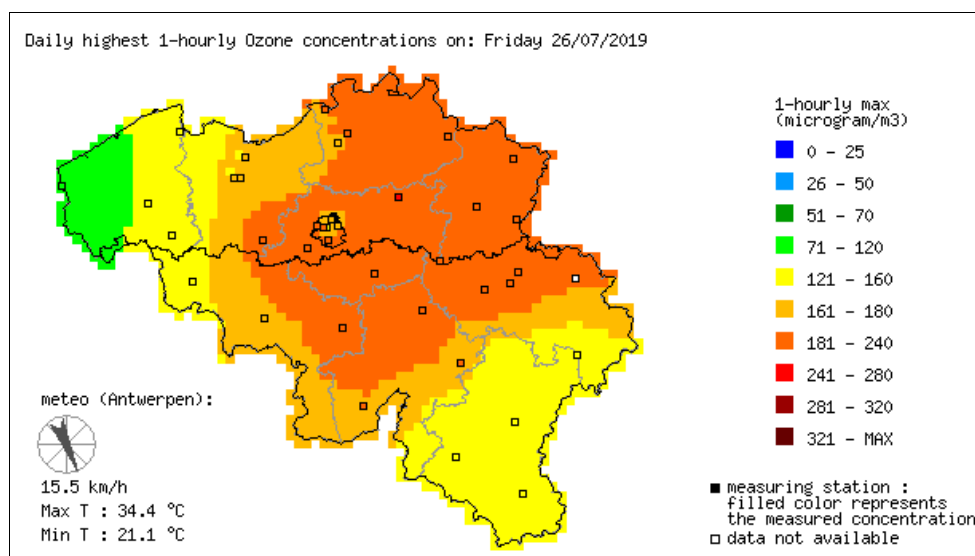 Daily highest 1-hourly Ozone concentrations on: Friday 26/07/2019
1-hourly max
(microgram/m3)
0 - 25
26 - 50
51 - 70
71 - 120
121 - 160
161 - 180
181 - 240
241 - 280
281 - 320
321 - MAX
meteo (Antwerpen):
15.5 km/h
Max T : 34.4 °C
Min T : 21.1 °C
measuring station :
filled color represents
the measured concentration
data not available